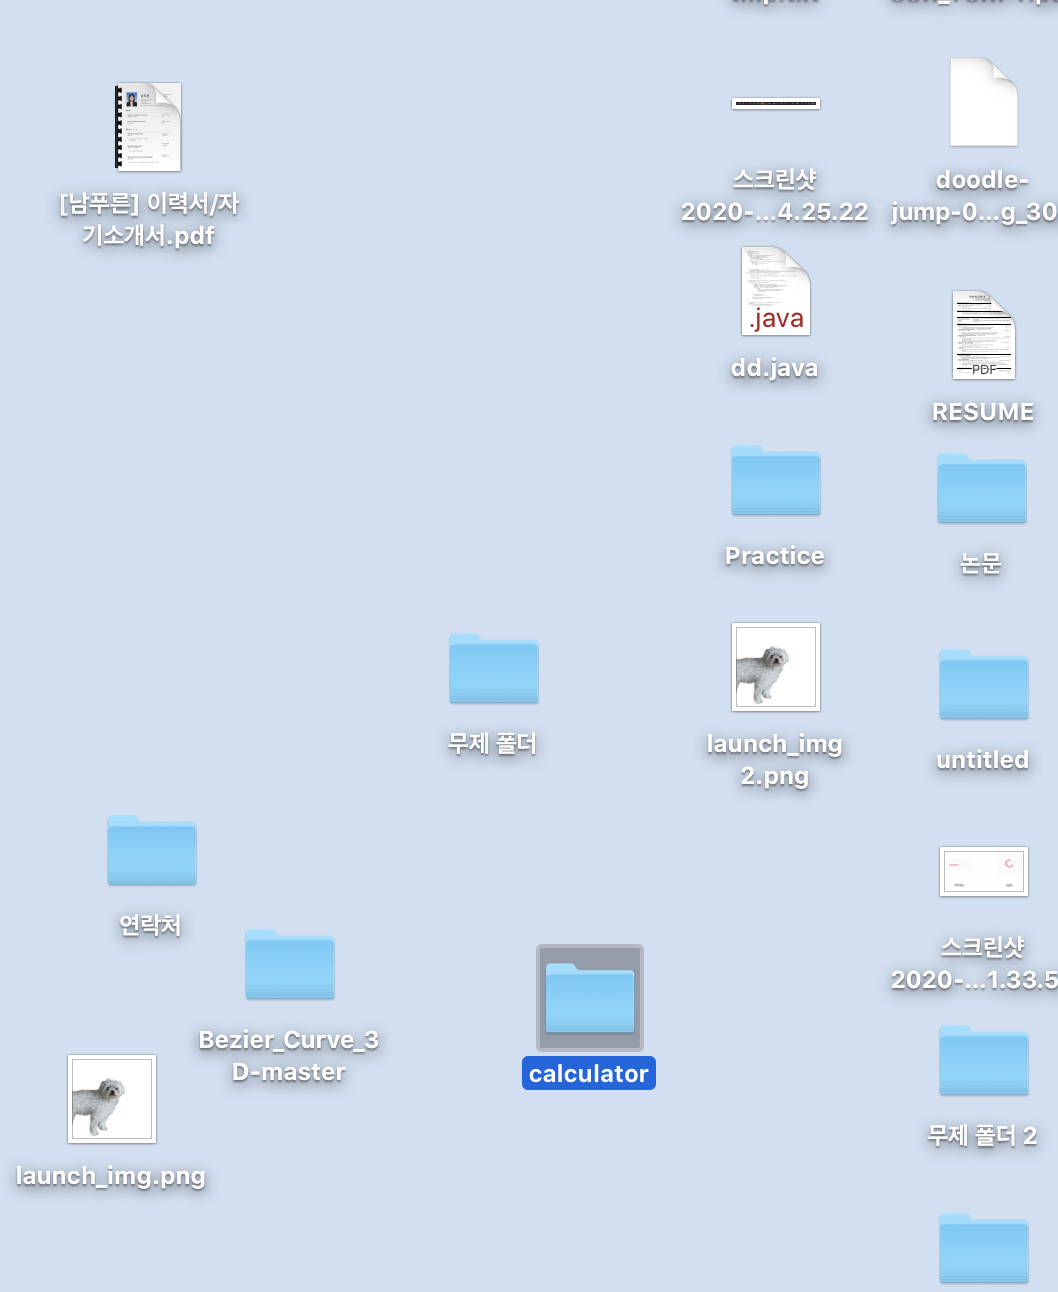 [남푸른] 이력서/자
기소개서.pdf
스크린샷
2020-...4.25.22
doodle-
jump-0...g_30
.java
dd.java
PDF
RESUME
Practice
논문
무제 폴더
launch_img
2.png
untitled
연락처
스크린샷
2020-...1.33.5
Bezier_Curve_3
D-master
calculator
무제 폴더 2
launch_img.png